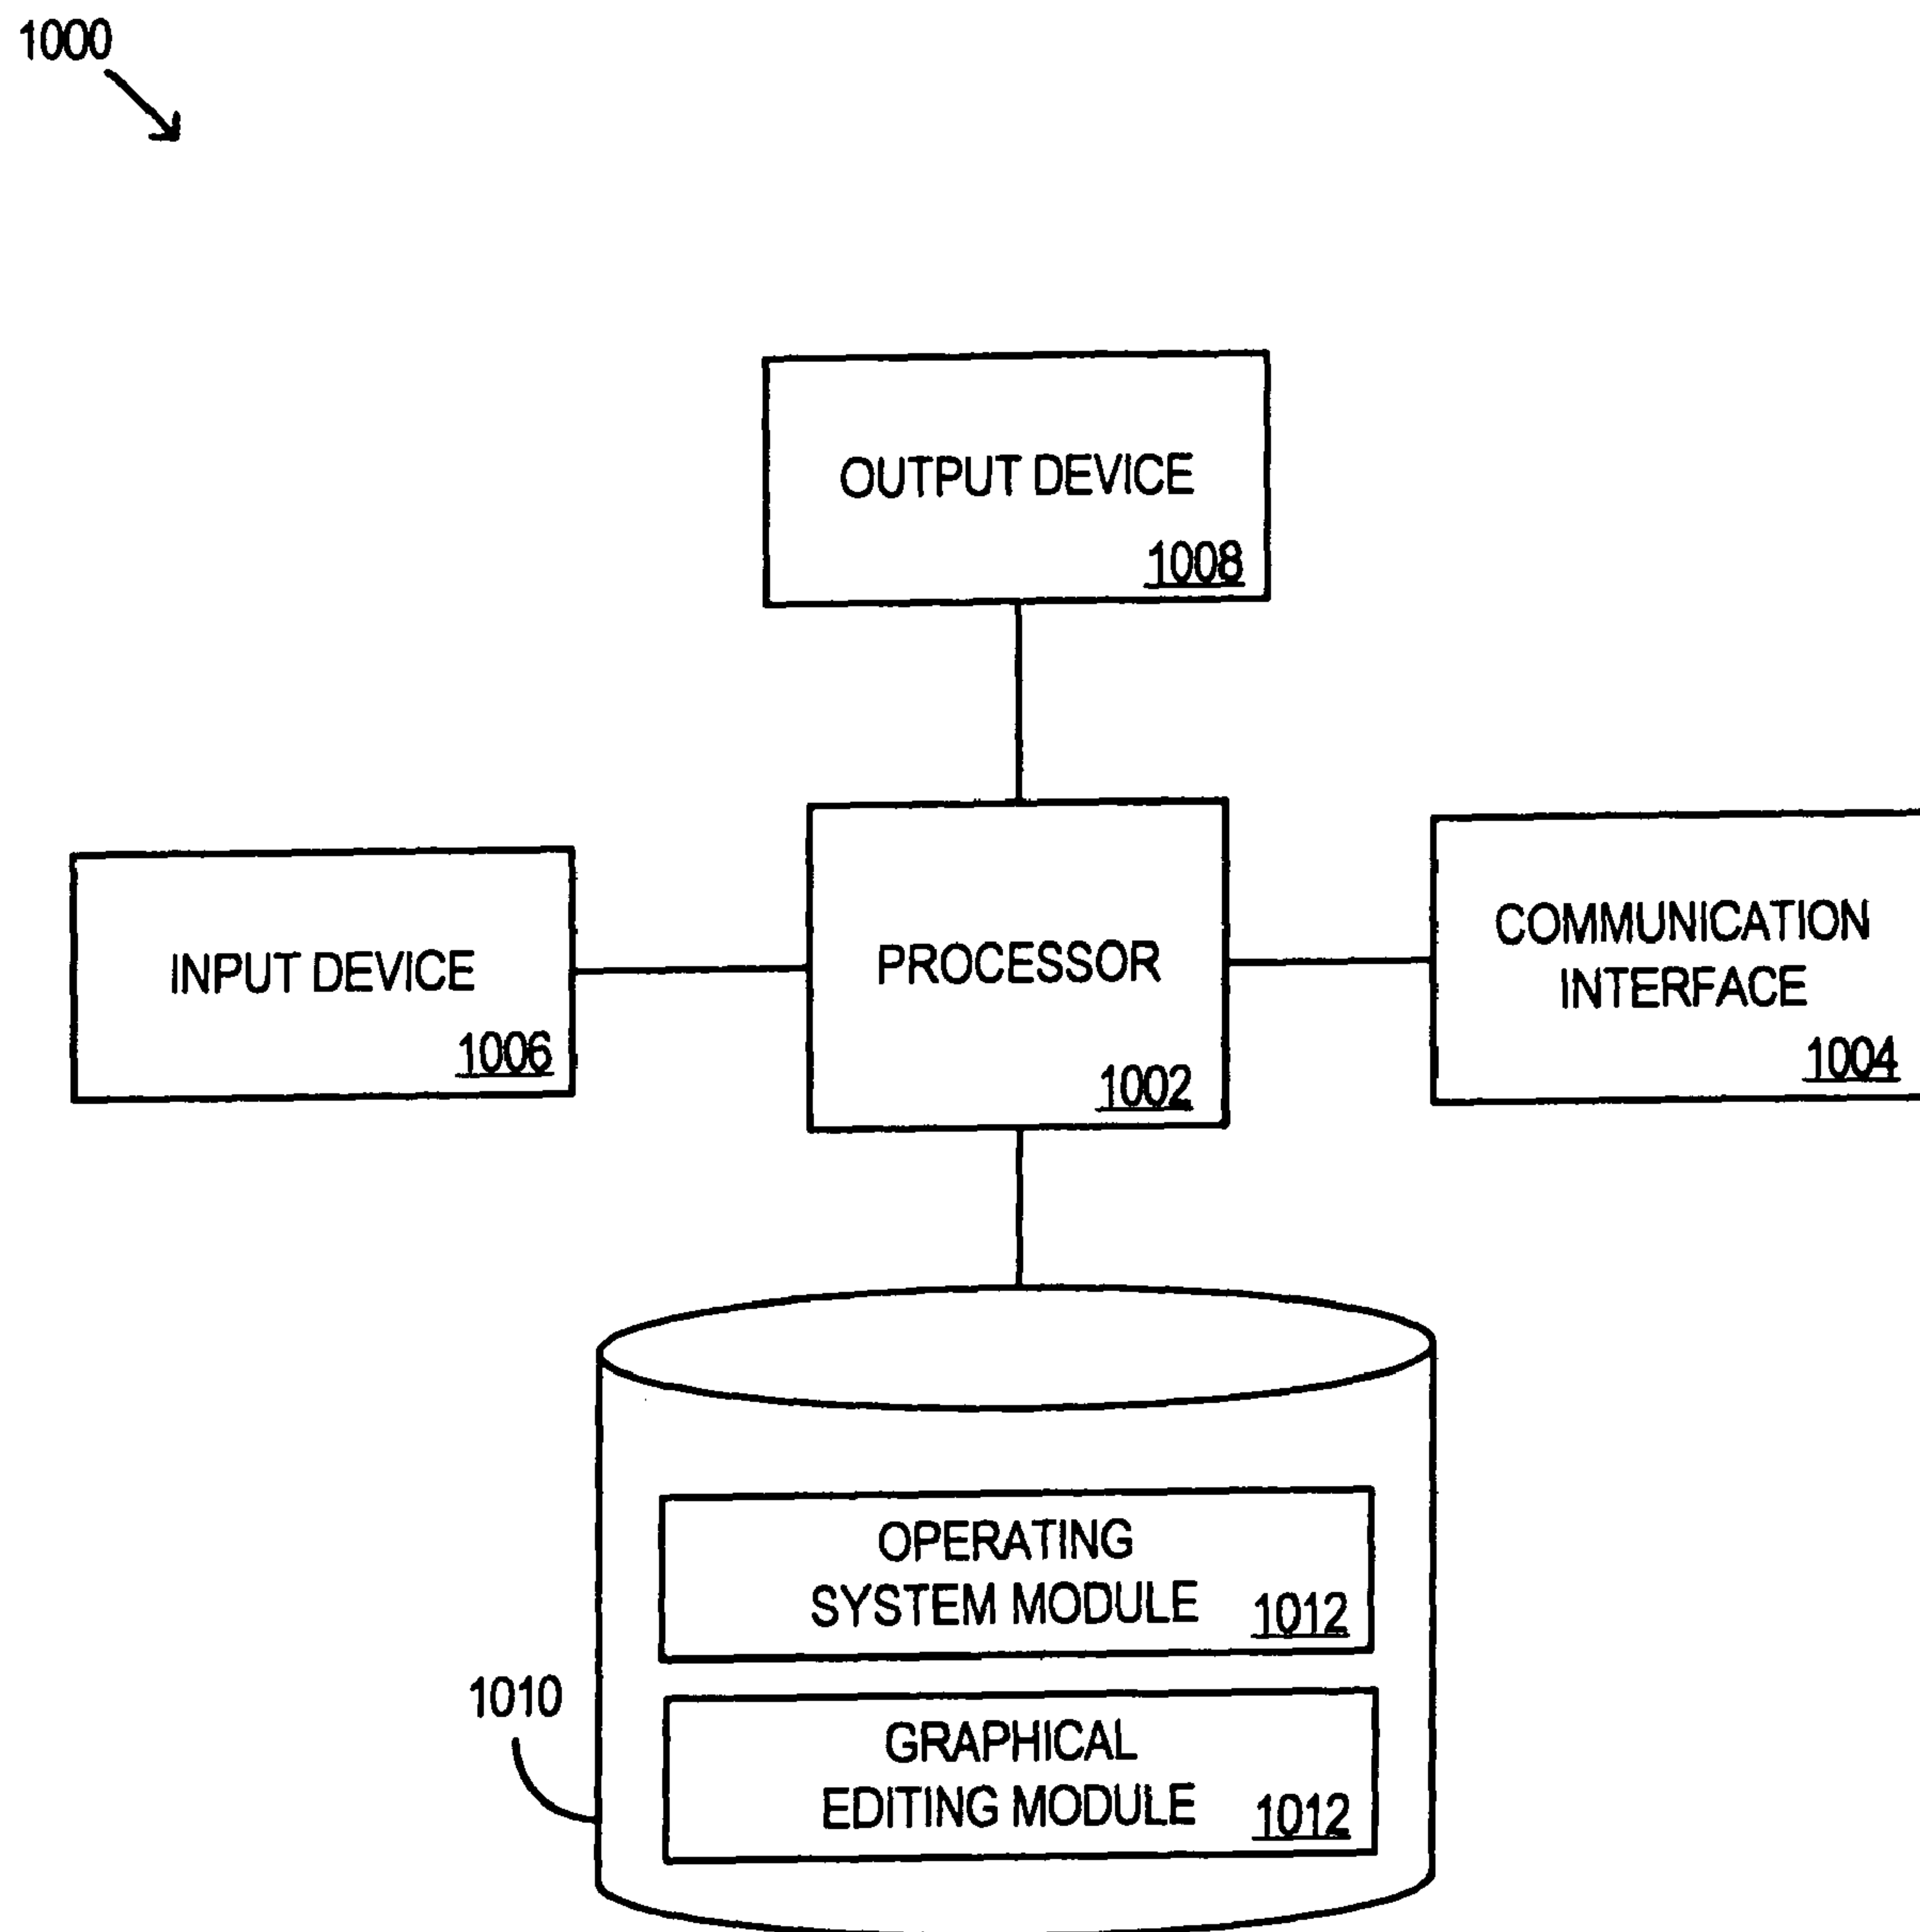 1000
OUTPUT DEVICE
1008
INPUT DEVICE
1006
PROCESSOR
1002
COMMUNICATION
INTERFACE
1004
OPERATING
SYSTEM MODULE 1012
1010
GRAPHICAL
EDITING MODULE 1012